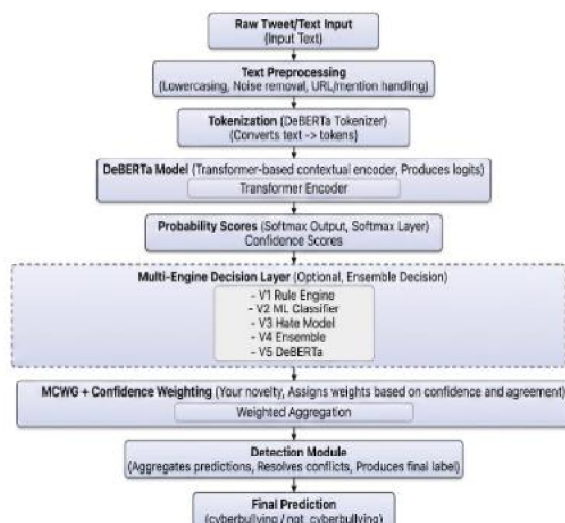 Raw Tweet/Text Input
(Input Text)
Text Preprocessing
(Lowercasing, Noise removal, URL/mention handling)
Tokenization (DeBERTa Tokenizer)
(Converts text -> tokens)
DeBERTa Model (Transformer-based contextual encoder, Produces logits)
Transformer Encoder
Probability Scores (Softmax Output, Softmax Layer)
Confidence Scores
Multi-Engine Decision Layer (Optional, Ensemble Decision)
- V1 Rule Engine
- V2 ML Classifier
- V3 Hate Model
- V4 Ensemble
- V5 DeBERTa
MCWG + Confidence Weighting (Your novelty, Assigns weights based on confidence and agreement)
Weighted Aggregation
Detection Module
(Aggregates predictions, Resolves conflicts, Produces final label)
Final Prediction
(cyberbullying / not_cyberbullying)